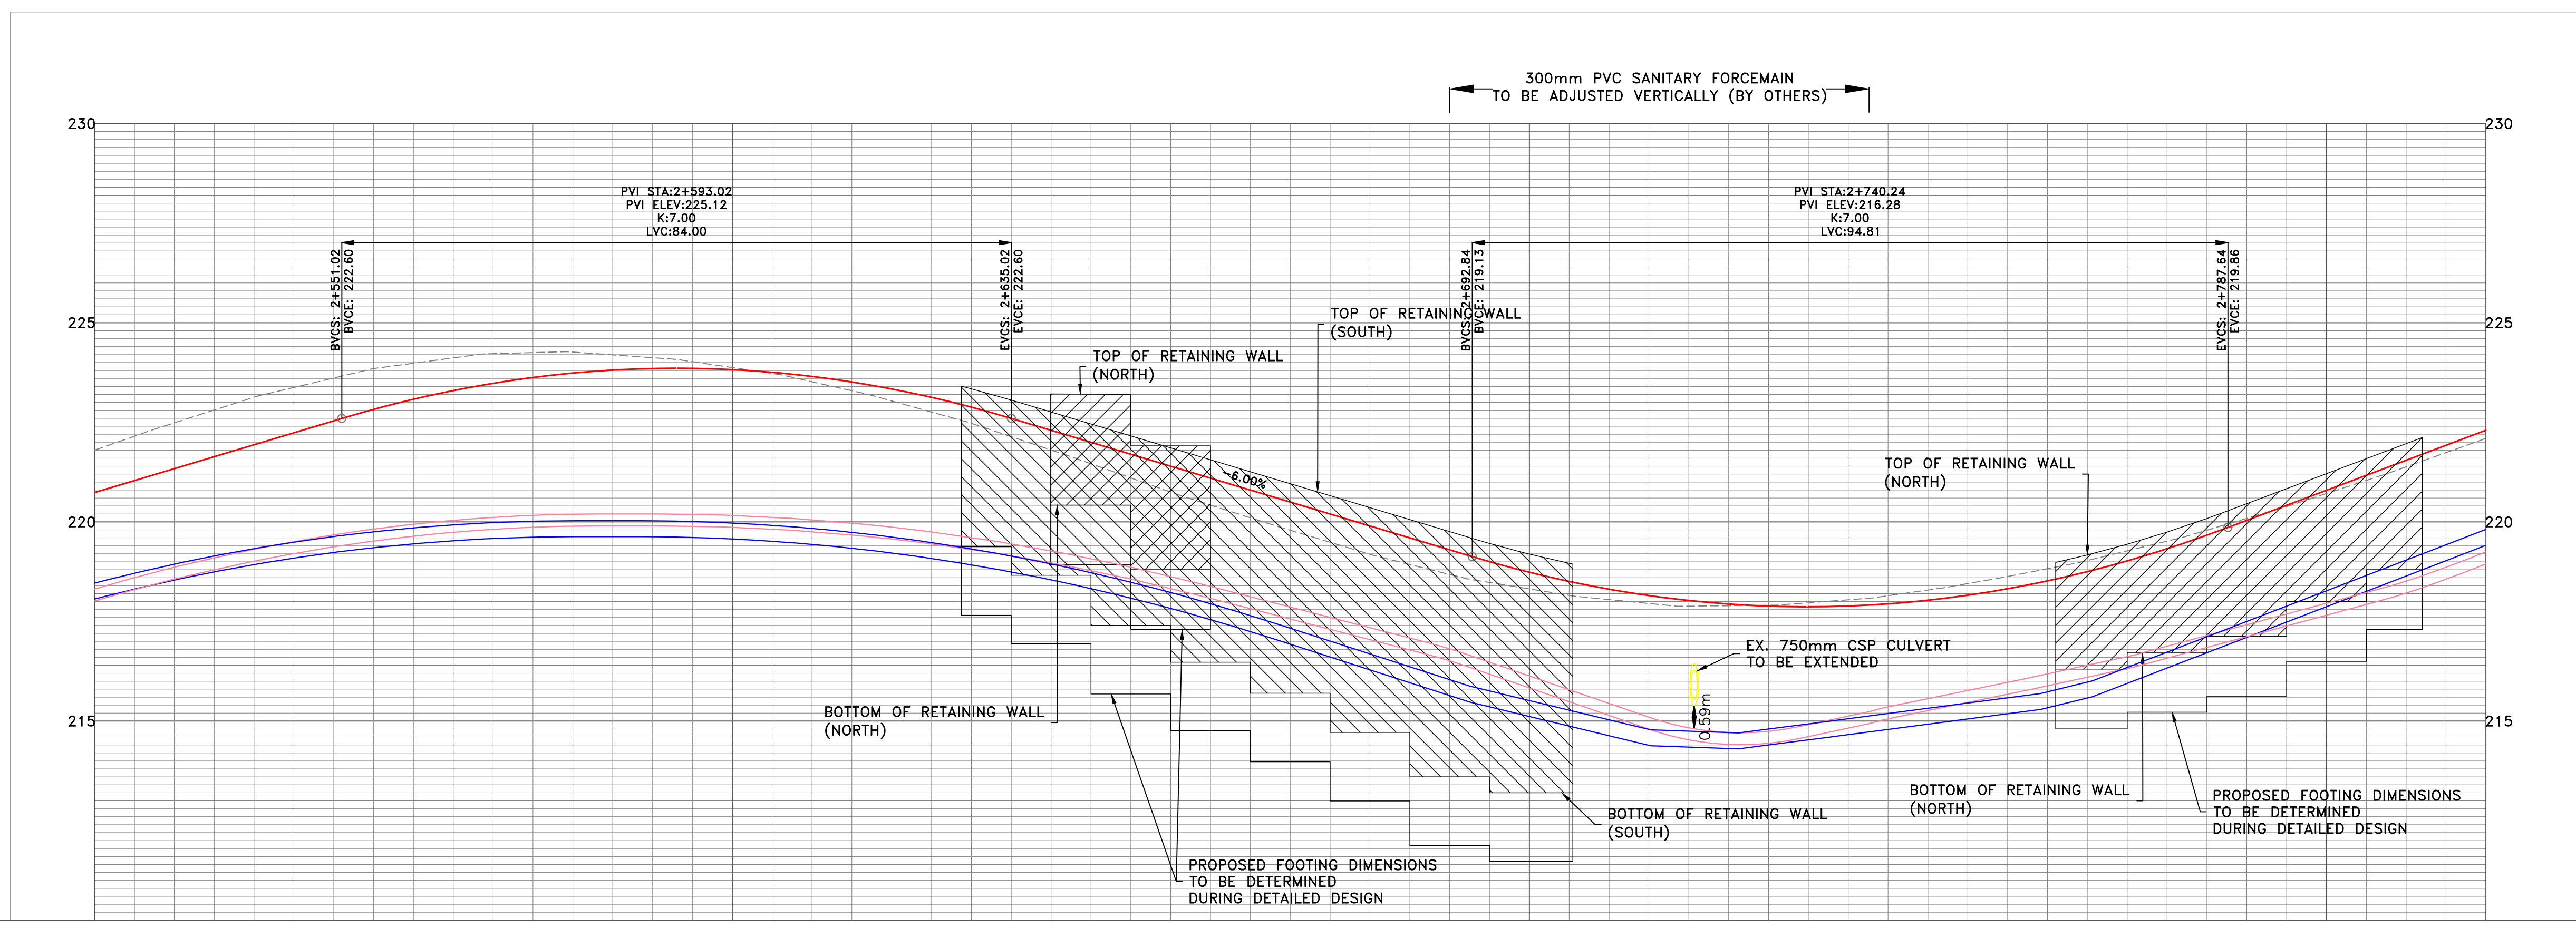 300mm PVC SANITARY FORCEMAIN
TO BE ADJUSTED VERTICALLY (BY OTHERS)
230
230
PVI STA:2+593.02
PVI ELEV:225.12
K:7.00
LVC:84.00
PVI STA:2+740.24
PVI ELEV:216.28
K:7.00
LVC:94.81
BVCS: 2+551.02
BVCE: 222.60
EVCS: 2+635.02
EVCE: 222.60
BVCS: 2+692.84
BVCE: 219.13
EVCS: 2+787.64
EVCE: 219.86
225
225
TOP OF RETAINING WALL
(SOUTH)
TOP OF RETAINING WALL
(NORTH)
-6.00%
TOP OF RETAINING WALL
(NORTH)
220
220
EX. 750mm CSP CULVERT
TO BE EXTENDED
0.59m
215
215
BOTTOM OF RETAINING WALL
(NORTH)
BOTTOM OF RETAINING WALL
(SOUTH)
BOTTOM OF RETAINING WALL
(NORTH)
PROPOSED FOOTING DIMENSIONS
TO BE DETERMINED
DURING DETAILED DESIGN
PROPOSED FOOTING DIMENSIONS
TO BE DETERMINED
DURING DETAILED DESIGN